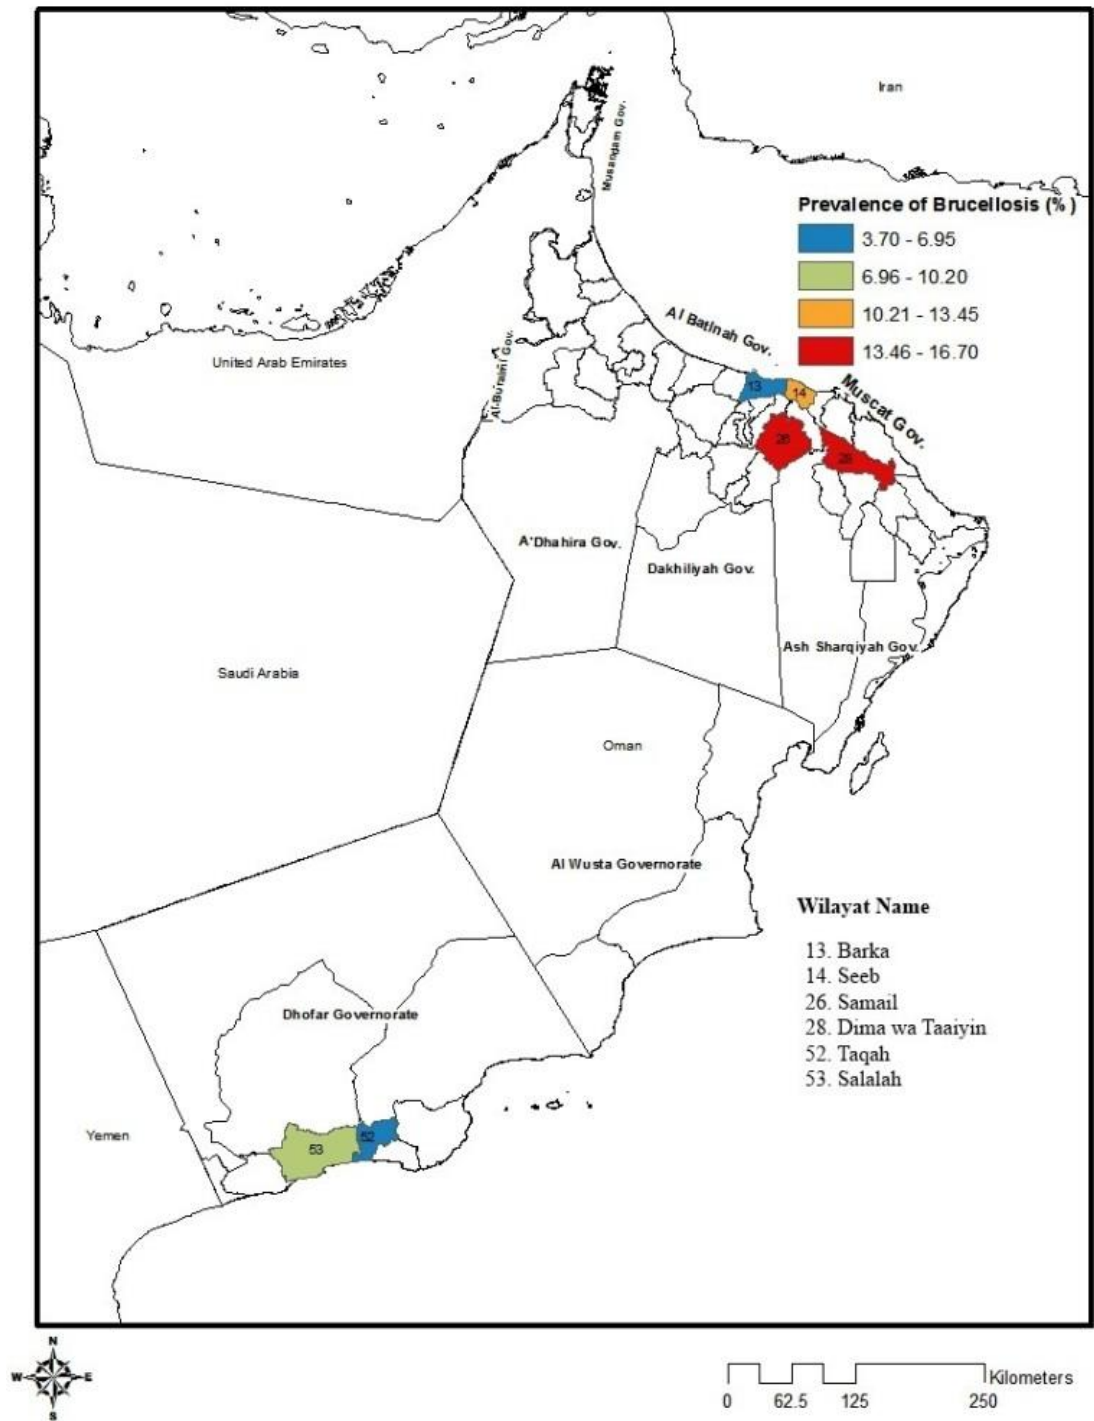 Iran
Musandam Gov.
Prevalence of Brucellosis (%)
3.70 - 6.95
6.96 - 10.20
10.21 - 13.45
13.46 - 16.70
Al Batinah Gov.
United Arab Emirates
Al-Buraimi Gov.
13
14
Muscat Gov.
26
28
A'Dhahira Gov.
Dakhiliyah Gov.
Ash Sharqiyah Gov.
Saudi Arabia
Oman
Al Wusta Governorate
Wilayat Name
13. Barka
14. Seeb
26. Samail
28. Dima wa Taaiyin
52. Taqah
53. Salalah
Dhofar Governorate
Yemen
52
53
N
W
E
S
Kilometers
0 62.5 125 250